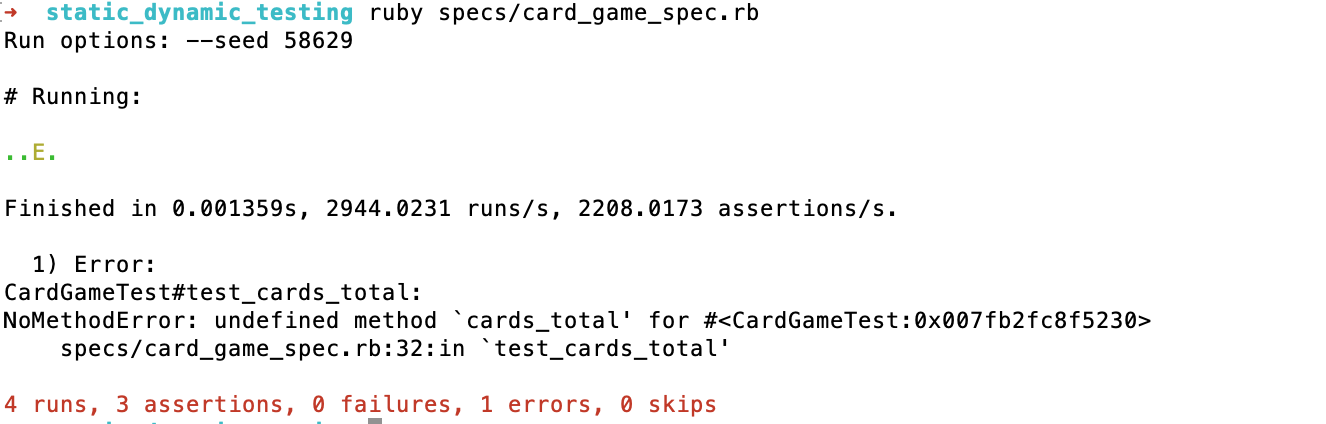 → static_dynamic_testing ruby specs/card_game_spec.rb
Run options: --seed 58629
# Running:
..E.
Finished in 0.001359s, 2944.0231 runs/s, 2208.0173 assertions/s.
1) Error:
CardGameTest#test_cards_total:
NoMethodError: undefined method `cards_total' for #<CardGameTest:0x007fb2fc8f5230>
specs/card_game_spec.rb:32:in `test_cards_total'
4 runs, 3 assertions, 0 failures, 1 errors, 0 skips